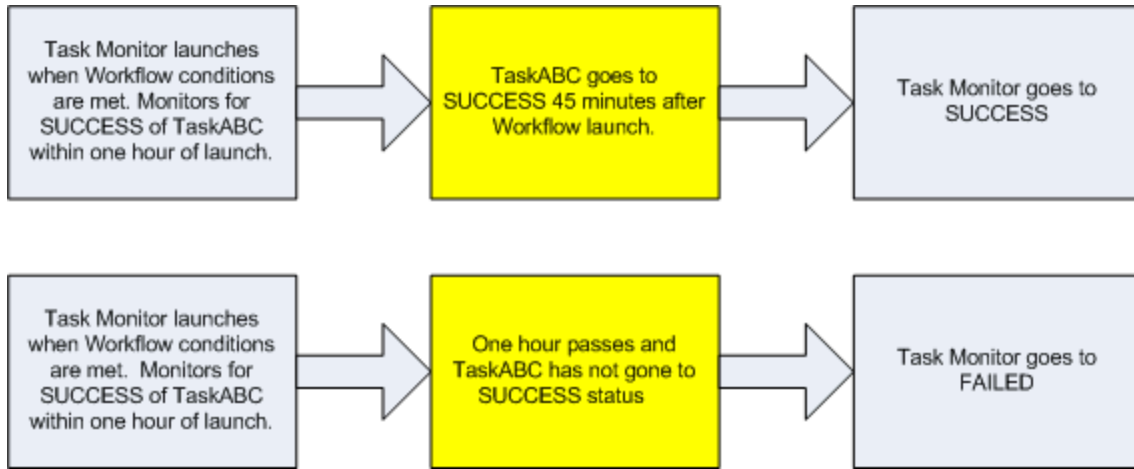 Task Monitor launches
when Workflow conditions
are met. Monitors for
SUCCESS of TaskABC
within one hour of launch.
TaskABC goes to
SUCCESS 45 minutes after
Workflow launch.
Task Monitor goes to
SUCCESS
Task Monitor launches
when Workflow conditions
are met.  Monitors for
SUCCESS of TaskABC
within one hour of launch.
One hour passes and
TaskABC has not gone to
SUCCESS status
Task Monitor goes to
FAILED